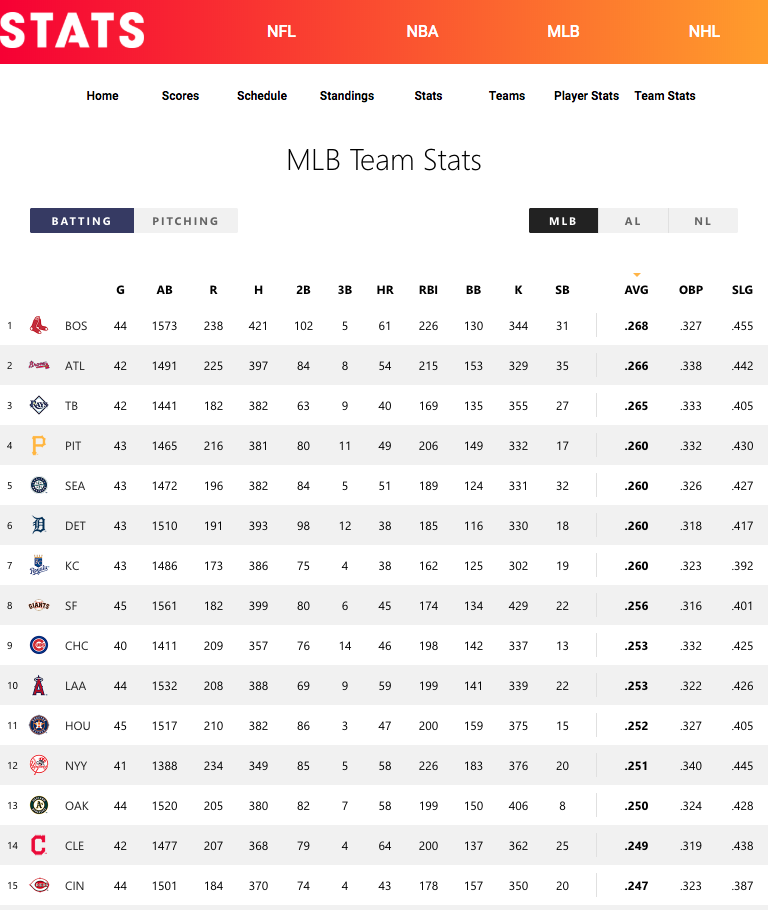 STATS NFL NBA MLB NHL
Home Scores Schedule Standings Stats Teams Player Stats Team Stats
MLB Team Stats
BATTING PITCHING MLB AL NL
G AB R H 2B 3B HR RBI BB K SB AVG OBP SLG
1 BOS 44 1573 238 421 102 5 61 226 130 344 31 .268 .327 .455
2 Braves ATL 42 1491 225 397 84 8 54 215 153 329 35 .266 .338 .442
3 RAYS TB 42 1441 182 382 63 9 40 169 135 355 27 .265 .333 .405
4 P PIT 43 1465 216 381 80 11 49 206 149 332 17 .260 .332 .430
5 SEA 43 1472 196 382 84 5 51 189 124 331 32 .260 .326 .427
6 D DET 43 1510 191 393 98 12 38 185 116 330 18 .260 .318 .417
7 KC Royals KC 43 1486 173 386 75 4 38 162 125 302 19 .260 .323 .392
8 GIANTS SF 45 1561 182 399 80 6 45 174 134 429 22 .256 .316 .401
9 CHC 40 1411 209 357 76 14 46 198 142 337 13 .253 .332 .425
10 A LAA 44 1532 208 388 69 9 59 199 141 339 22 .253 .322 .426
11 HOU 45 1517 210 382 86 3 47 200 159 375 15 .252 .327 .405
12 NYY 41 1388 234 349 85 5 58 226 183 376 20 .251 .340 .445
13 A's OAK 44 1520 205 380 82 7 58 199 150 406 8 .250 .324 .428
14 C CLE 42 1477 207 368 79 4 64 200 137 362 25 .249 .319 .438
15 CIN 44 1501 184 370 74 4 43 178 157 350 20 .247 .323 .387